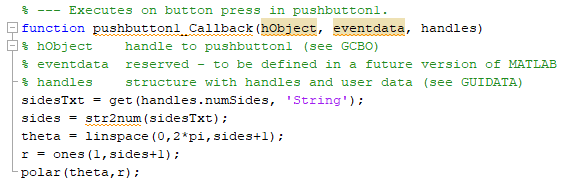 % --- Executes on button press in pushbutton1.
function pushbutton1_Callback(hObject, eventdata, handles)
% hObject    handle to pushbutton1 (see GCBO)
% eventdata  reserved - to be defined in a future version of MATLAB
% handles    structure with handles and user data (see GUIDATA)
sidesTxt = get(handles.numSides, 'String');
sides = str2num(sidesTxt);
theta = linspace(0,2*pi,sides+1);
r = ones(1,sides+1);
polar(theta,r);